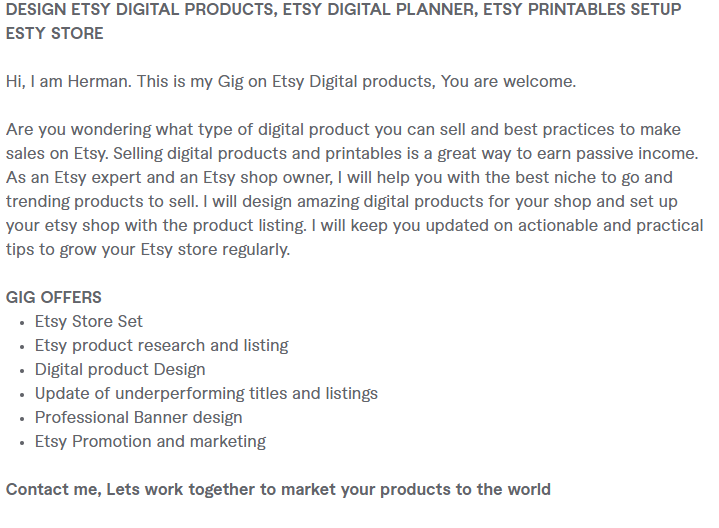 DESIGN ETSY DIGITAL PRODUCTS, ETSY DIGITAL PLANNER, ETSY PRINTABLES SETUP
ESTY STORE
Hi, I am Herman. This is my Gig on Etsy Digital products, You are welcome.
Are you wondering what type of digital product you can sell and best practices to make
sales on Etsy. Selling digital products and printables is a great way to earn passive income.
As an Etsy expert and an Etsy shop owner, I will help you with the best niche to go and
trending products to sell. I will design amazing digital products for your shop and set up
your etsy shop with the product listing. I will keep you updated on actionable and practical
tips to grow your Etsy store regularly.
GIG OFFERS
• Etsy Store Set
• Etsy product research and listing
• Digital product Design
• Update of underperforming titles and listings
• Professional Banner design
• Etsy Promotion and marketing
Contact me, Lets work together to market your products to the world